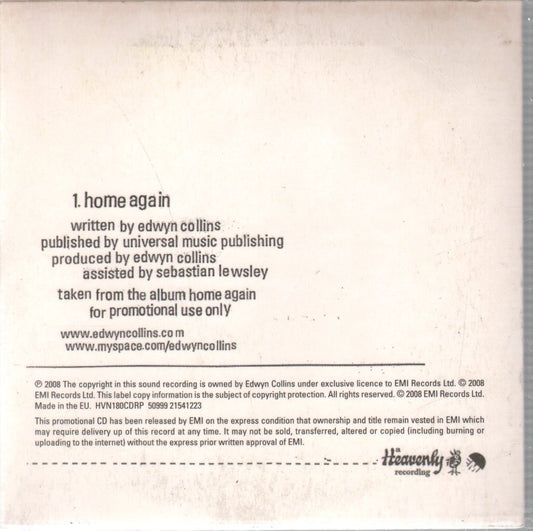 1. home again
written by edwyn collins
published by universal music publishing
produced by edwyn collins
assisted by sebastian lewsley
taken from the album home again
for promotional use only
www.edwyncollins.com
www.myspace.com/edwyncollins
℗ 2008 The copyright in this sound recording is owned by Edwyn Collins under exclusive licence to EMI Records Ltd. © 2008
EMI Records Ltd. This label copy information is the subject of copyright protection. All rights reserved. © 2008 EMI Records Ltd.
Made in the EU. HVN180CDRP 50999 21541223
This promotional CD has been released by EMI on the express condition that ownership and title remain vested in EMI which
may require delivery up of this record at any time. It may not be sold, transferred, altered or copied (including burning or
uploading to the internet) without the express prior written approval of EMI.
a
Heavenly
recording